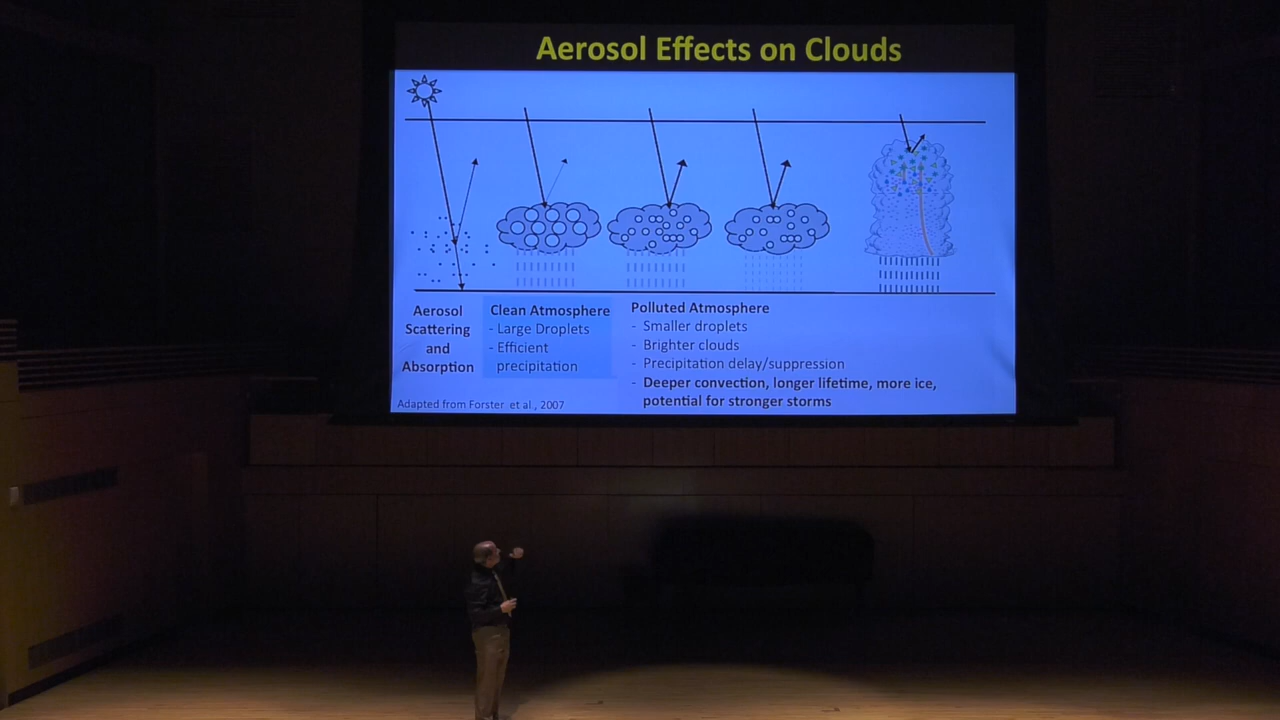 Aerosol Effects on Clouds
Aerosol
Scattering
and
Absorption
Clean Atmosphere
- Large Droplets
- Efficient
precipitation
Polluted Atmosphere
- Smaller droplets
- Brighter clouds
- Precipitation delay/suppression
- Deeper convection, longer lifetime, more ice,
potential for stronger storms
Adapted from Forster et al., 2007